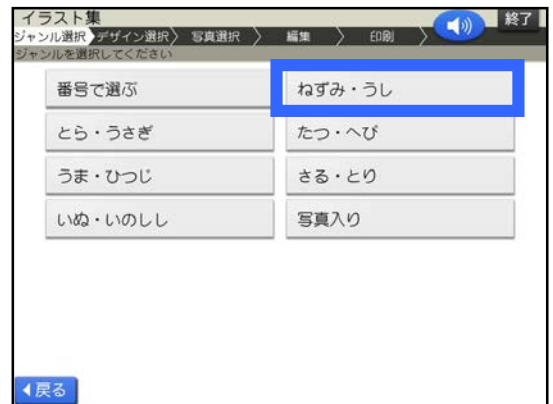 イラスト集
終了
ジャンル選択 デザイン選択 写真選択 編集 印刷
ジャンルを選択してください
番号で選ぶ
ねずみ・うし
とら・うさぎ
たつ・へび
うま・ひつじ
さる・とり
いぬ・いのしし
写真入り
戻る